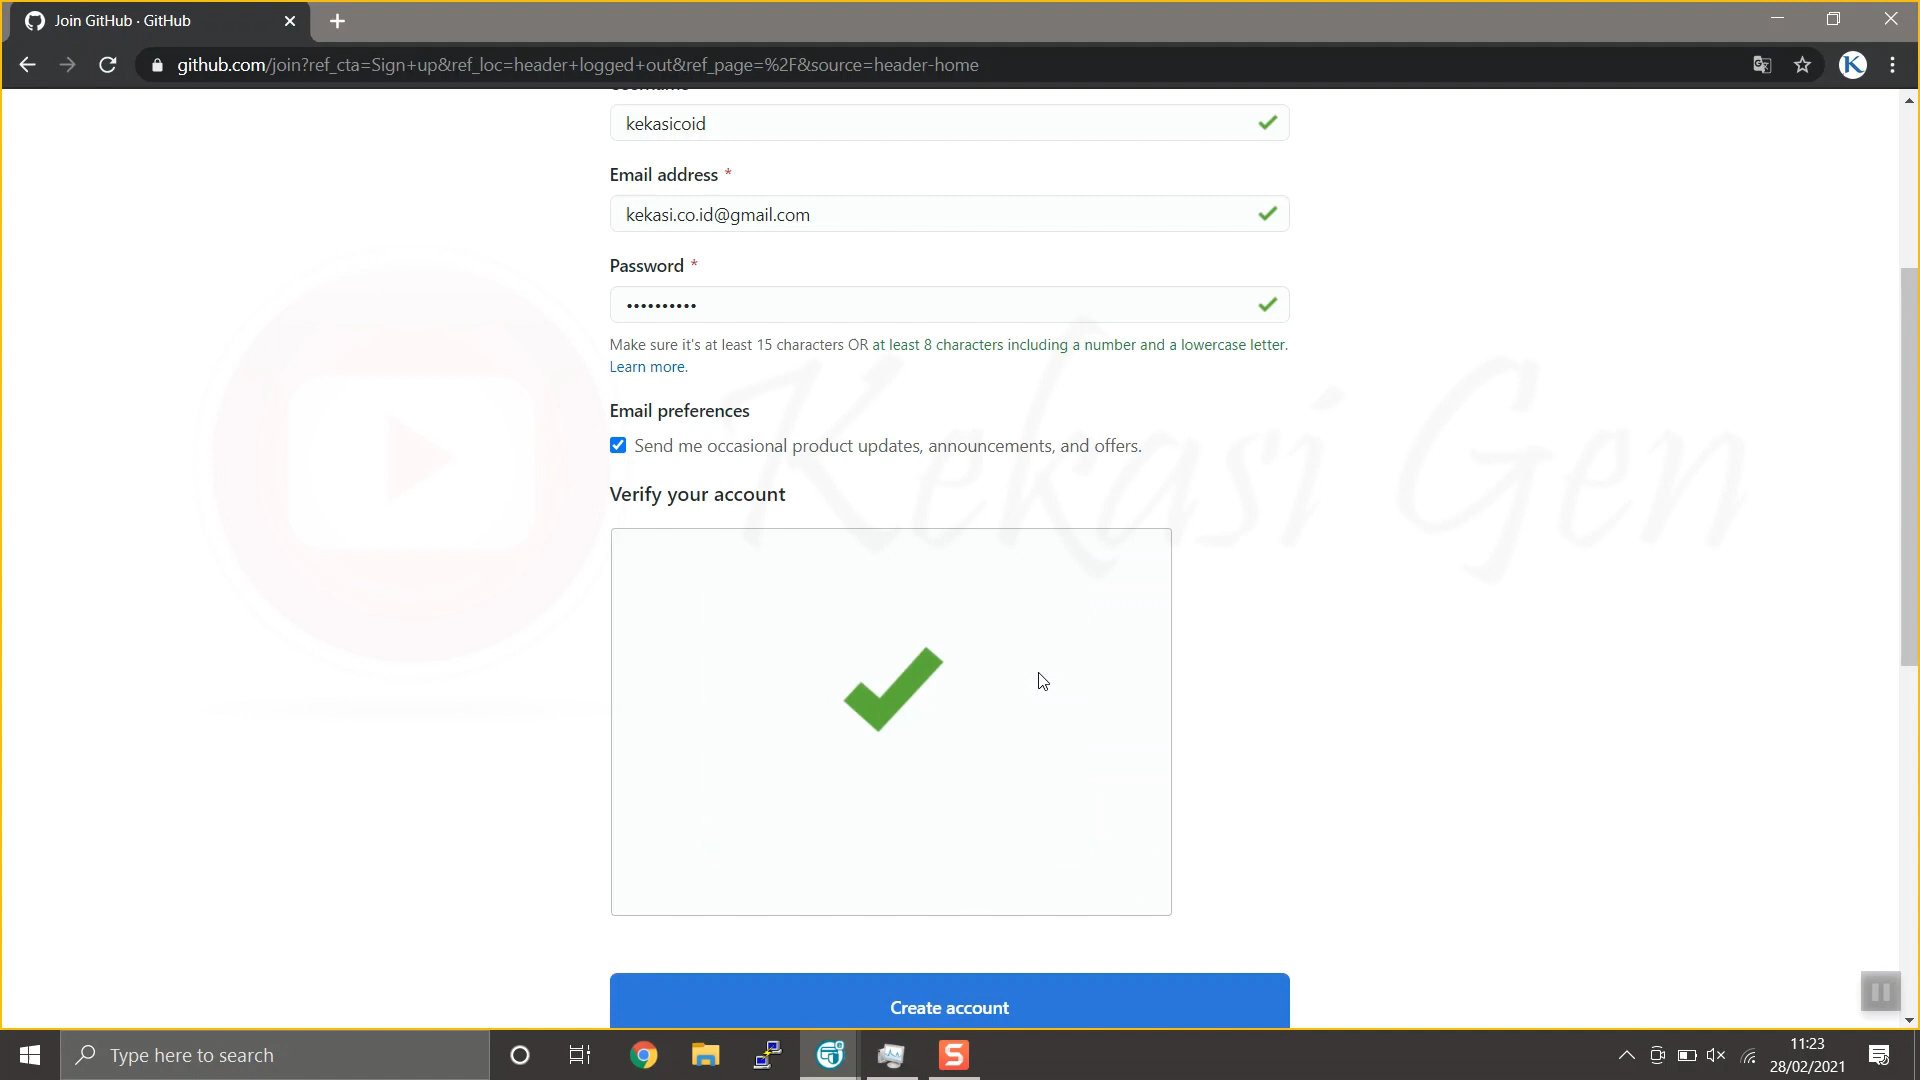 Join GitHub · GitHub
github.com/join?ref_cta=Sign+up&ref_loc=header+logged+out&ref_page=%2F&source=header-home
K
Username
kekasicoid
Email address *
kekasi.co.id@gmail.com
Password *
••••••••••
Make sure it's at least 15 characters OR at least 8 characters including a number and a lowercase letter.
Learn more.
Email preferences
Send me occasional product updates, announcements, and offers.
Verify your account
Kekasi Gen
Create account
Type here to search
S
11:23
28/02/2021